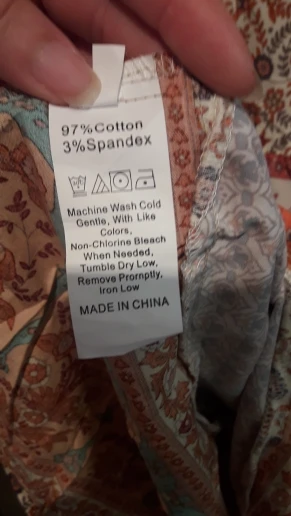 97%Cotton
3%Spandex
Machine Wash Cold
Gentle, With Like
Colors,
Non-Chlorine Bleach
When Needed,
Tumble Dry Low,
Remove Promnptly,
Iron Low
MADE IN CHINA